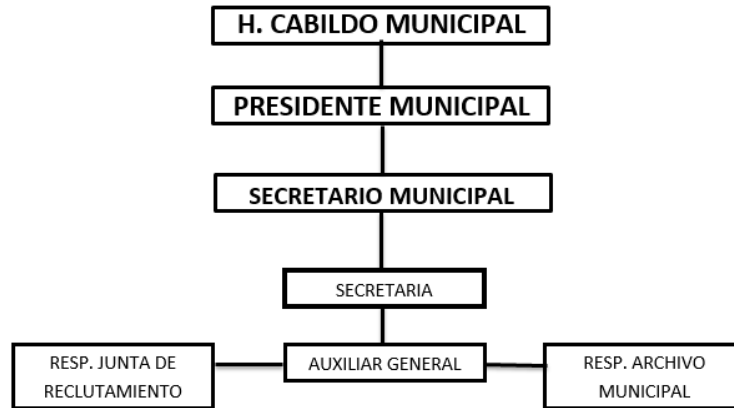 H. CABILDO MUNICIPAL
PRESIDENTE MUNICIPAL
SECRETARIO MUNICIPAL
SECRETARIA
RESP. JUNTA DE
RECLUTAMIENTO
AUXILIAR GENERAL
RESP. ARCHIVO
MUNICIPAL